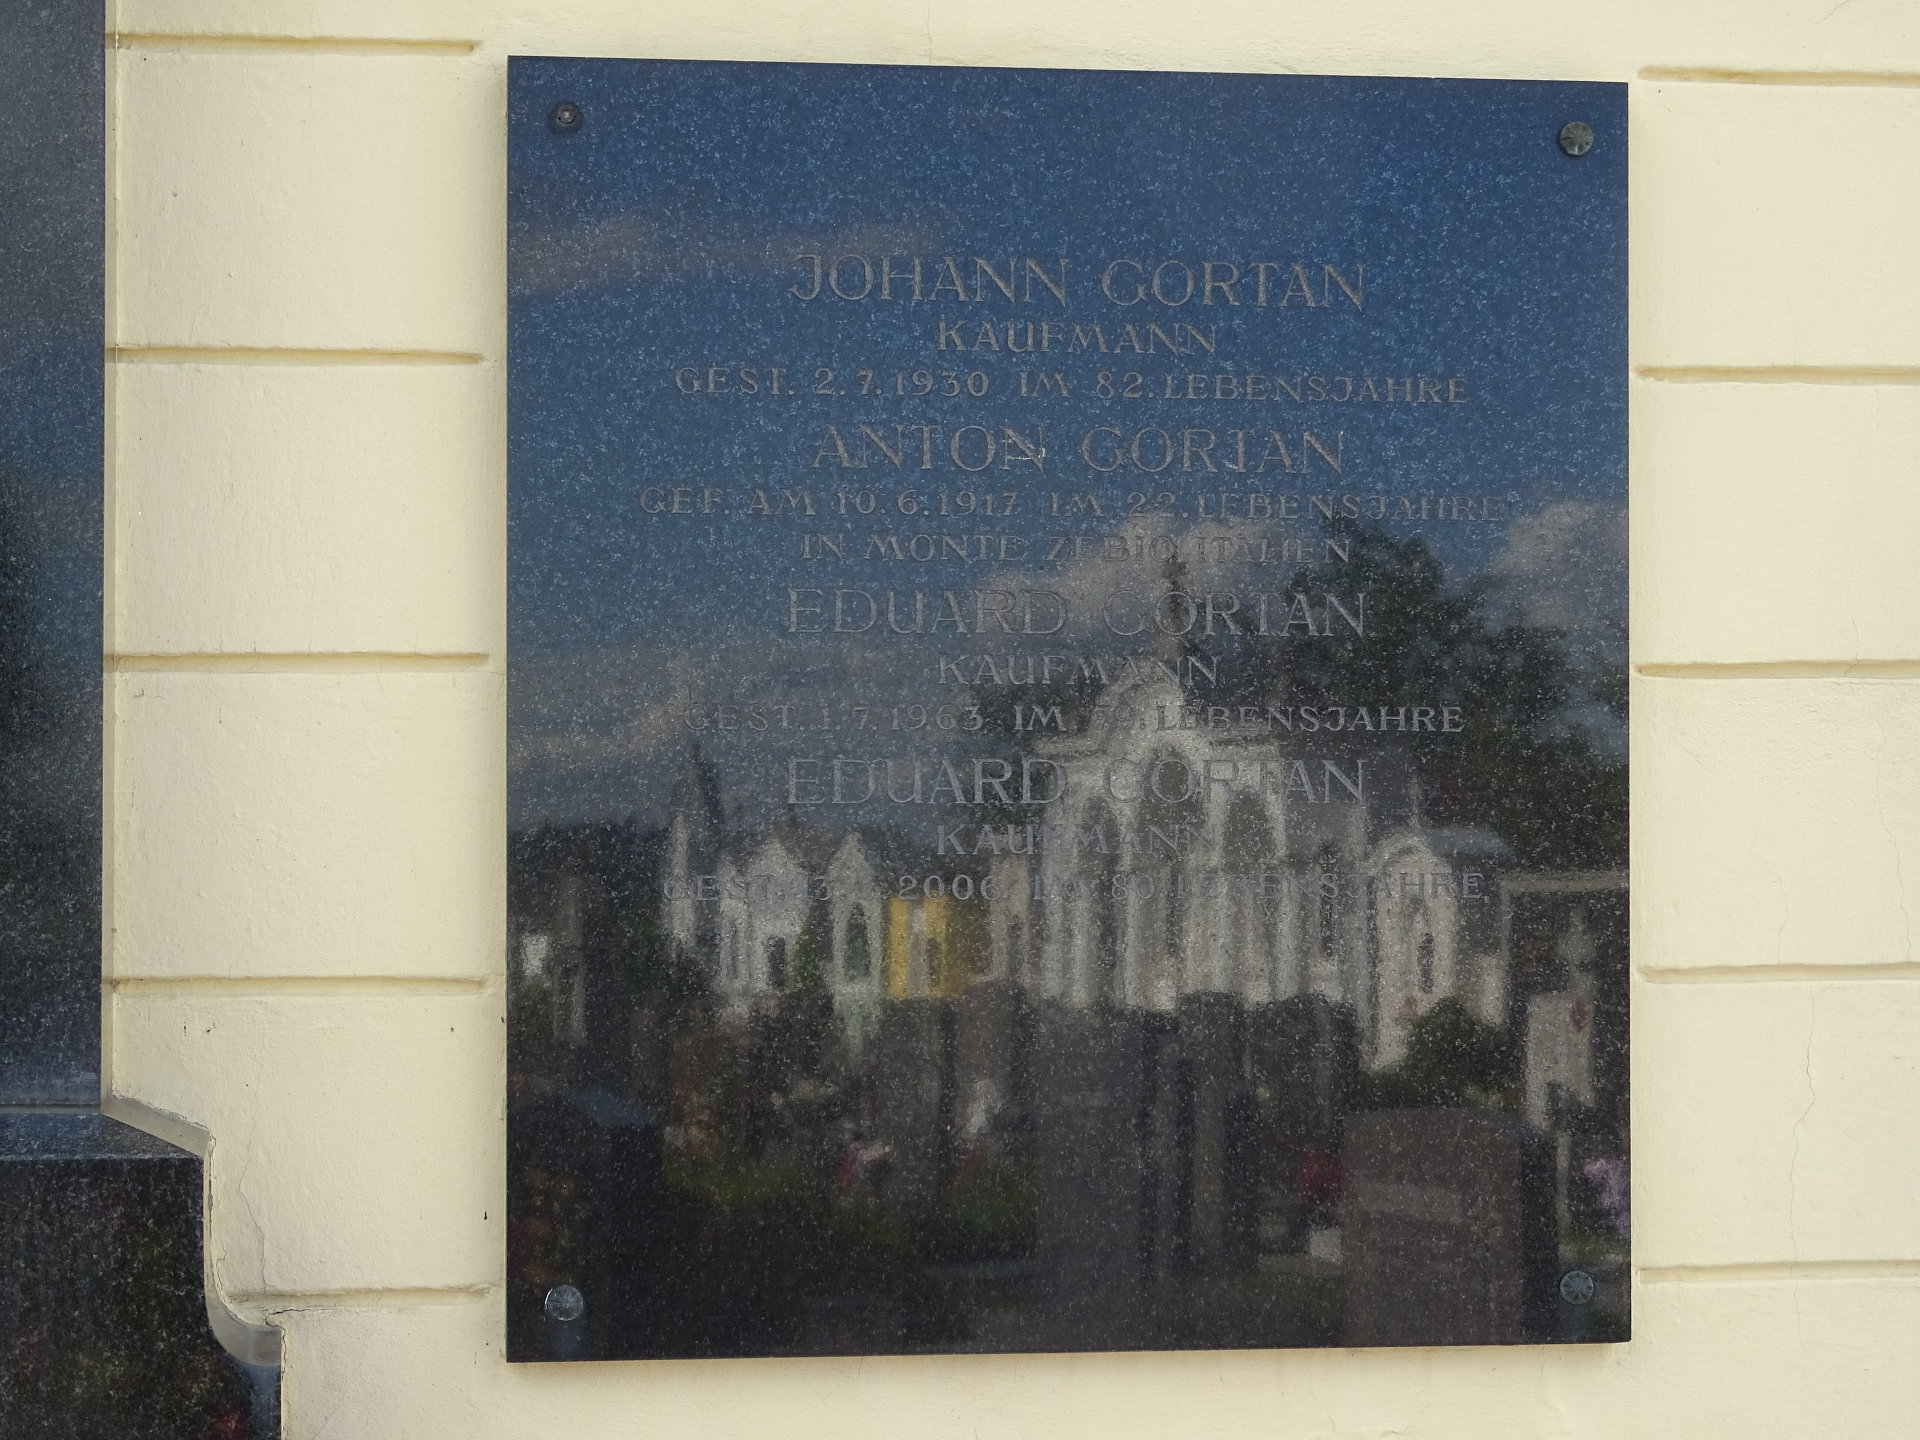 JOHANN GORTAN
KAUFMANN
GEST. 2.7.1930 IM 82. LEBENSJAHRE
ANTON GORTAN
GEF. AM 10.6.1917 IM 22. LEBENSJAHRE
IN MONTE ZEBIO ITALIEN
EDUARD GORTAN
KAUFMANN
GEST. 1.7.1963 IM LEBENSJAHRE
EDUARD GORTAN
KAUFMANN
GEST. 2006 IM 80. LEBENSJAHRE